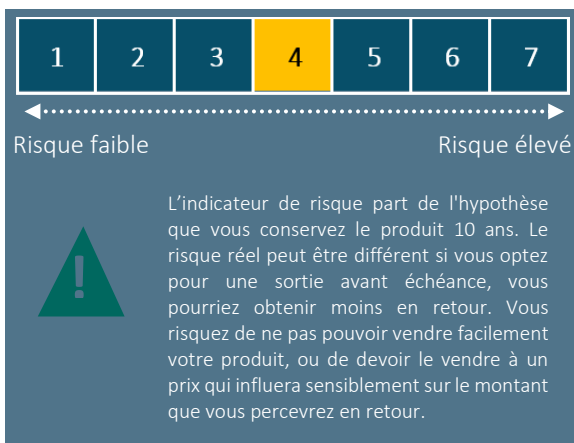 1 2 3 4 5 6 7
Risque faible Risque élevé
L’indicateur de risque part de l'hypothèse
que vous conservez le produit 10 ans. Le
risque réel peut être différent si vous optez
pour une sortie avant échéance, vous
pourriez obtenir moins en retour. Vous
risquez de ne pas pouvoir vendre facilement
votre produit, ou de devoir le vendre à un
prix qui influera sensiblement sur le montant
que vous percevrez en retour.
!